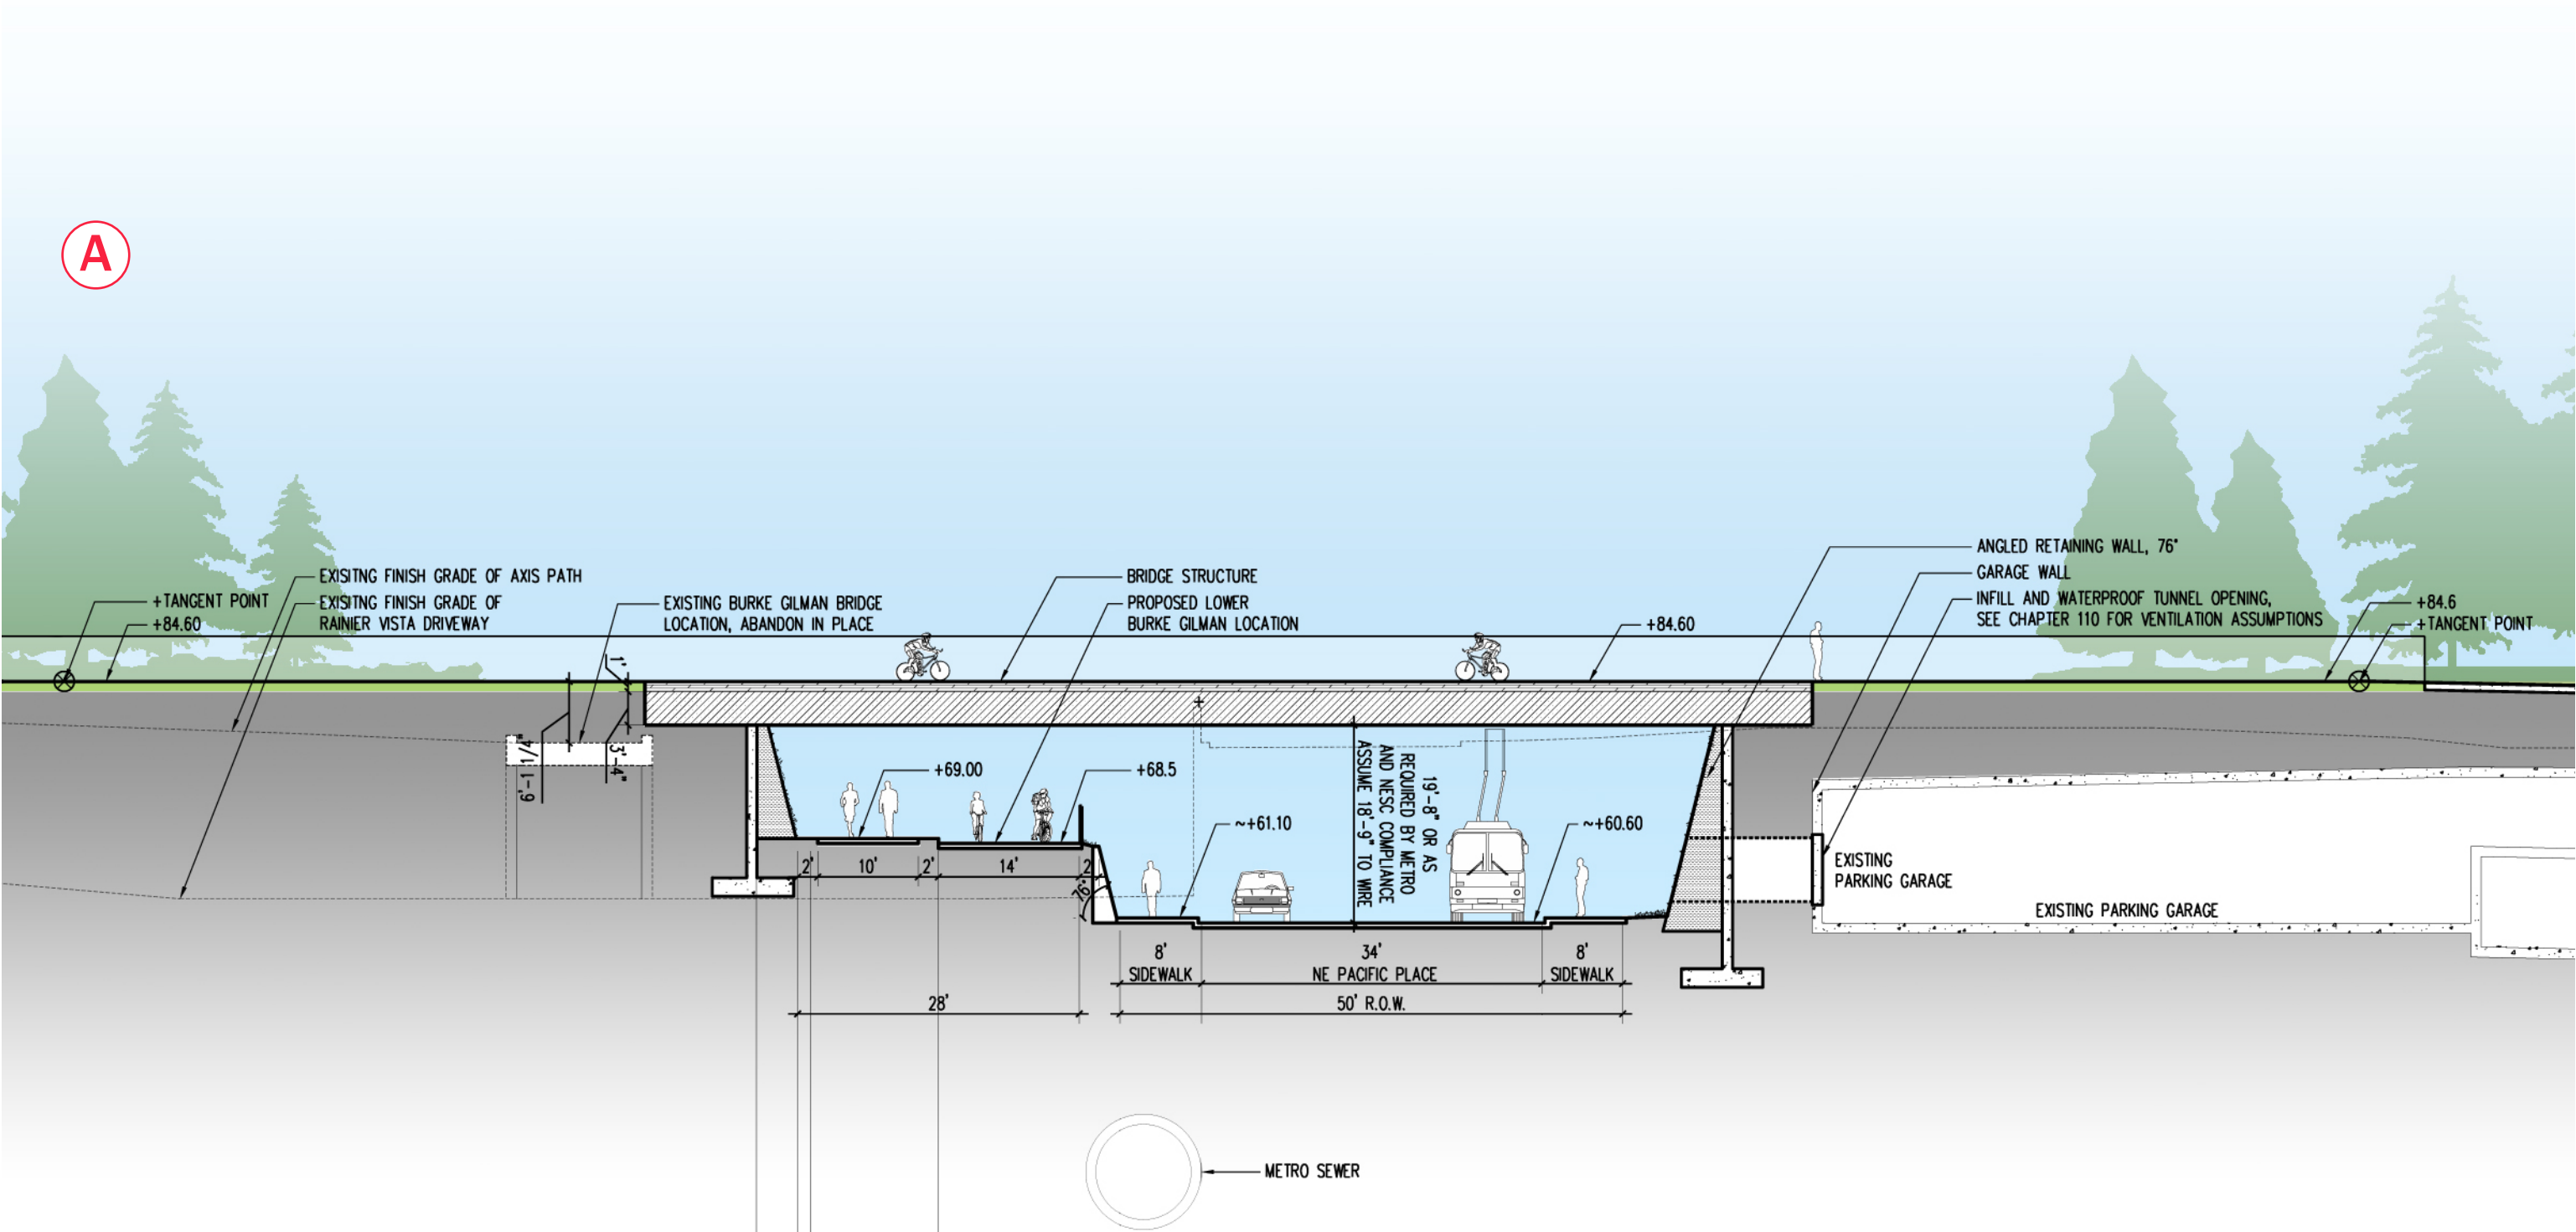 A
EXISITNG FINISH GRADE OF AXIS PATH
+TANGENT POINT
EXISITNG FINISH GRADE OF
RAINIER VISTA DRIVEWAY
+84.60
EXISTING BURKE GILMAN BRIDGE
LOCATION, ABANDON IN PLACE
BRIDGE STRUCTURE
PROPOSED LOWER
BURKE GILMAN LOCATION
+84.60
ANGLED RETAINING WALL, 76°
GARAGE WALL
INFILL AND WATERPROOF TUNNEL OPENING,
SEE CHAPTER 110 FOR VENTILATION ASSUMPTIONS
+84.6
+TANGENT POINT
1'
6'-1 1/4"
3'-4"
+69.00
+68.5
~+61.10
19'-8" OR AS
REQUIRED BY METRO
AND NESC COMPLIANCE
ASSUME 18'-9" TO WIRE
~+60.60
2'
10'
2'
14'
2
76°
EXISTING
PARKING GARAGE
EXISTING PARKING GARAGE
8'
SIDEWALK
34'
NE PACIFIC PLACE
8'
SIDEWALK
28'
50' R.O.W.
METRO SEWER